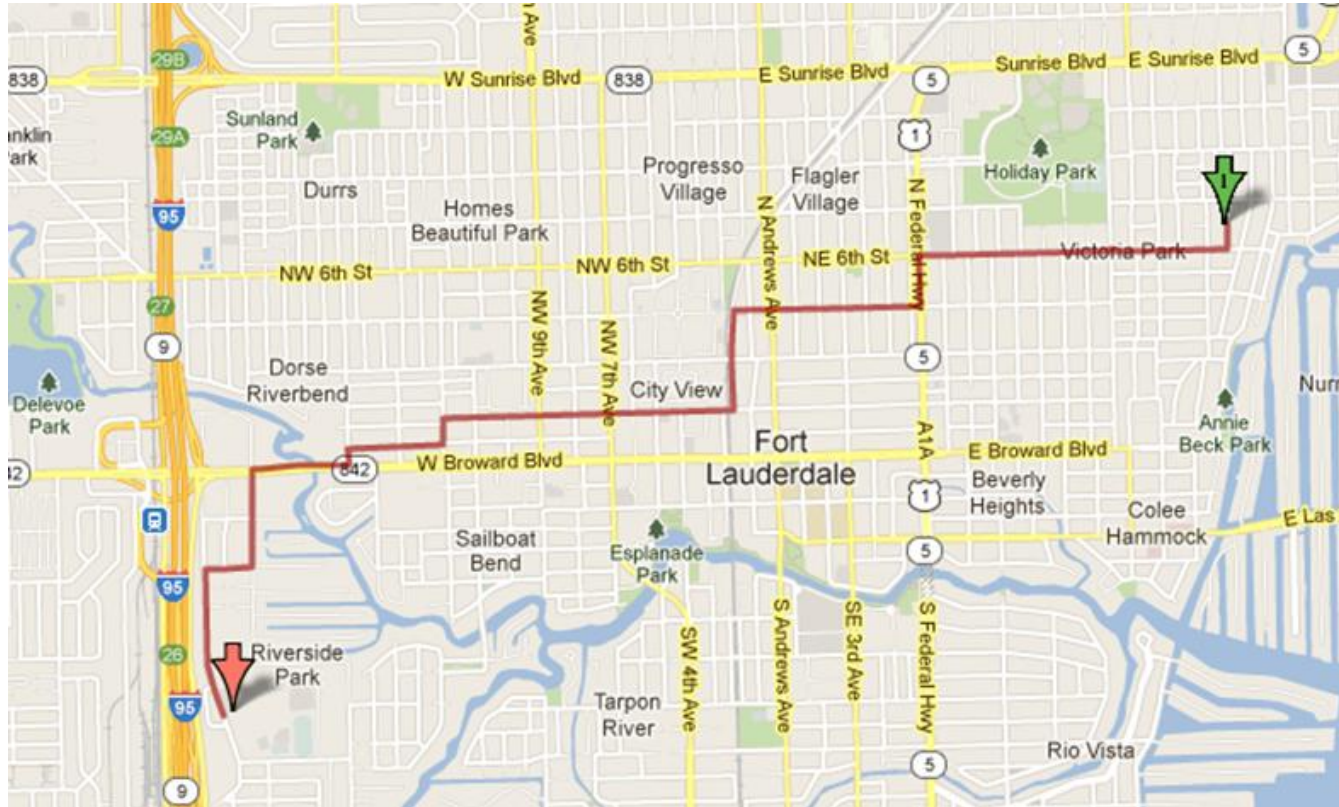 29B
838
W Sunrise Blvd
838
E Sunrise Blvd
5
Sunrise Blvd
E Sunrise Blvd
5
29A
Sunland
Park
anklin
Park
1
Durrs
Progresso
Village
Flagler
Village
Holiday Park
1
95
Homes
Beautiful Park
N Andrews Ave
N Federal Hwy
NW 6th St
NW 6th St
NE 6th St
Victoria Park
27
NW 9th Ave
NW 7th Ave
9
5
Dorse
Riverbend
City View
Delevoe
Park
Annie
Beck Park
Nurr
A1A
Fort
Lauderdale
842
W Broward Blvd
E Broward Blvd
42
1
Beverly
Heights
Colee
Hammock
E Las
Sailboat
Bend
Esplanade
Park
5
95
S Andrews Ave
SE 3rd Ave
S Federal Hwy
SW 4th Ave
26
Riverside
Park
95
Tarpon
River
Rio Vista
5
9